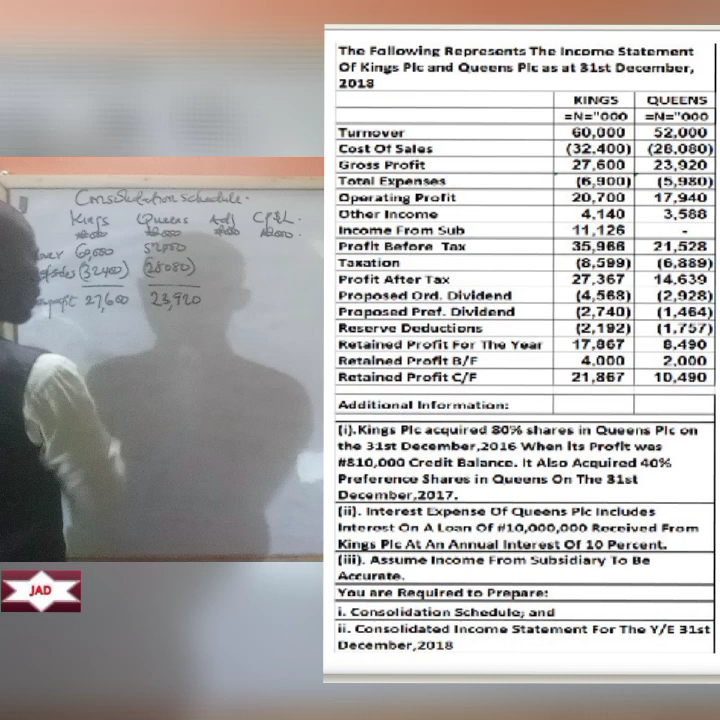 Consolidation schedule.
Kings Queens Adj CP&L.
60,000 52,000
(32400) (28080)
27,600 23,920
JAD
The Following Represents The Income Statement
Of Kings Plc and Queens Plc as at 31st December,
2018
KINGS QUEENS
=N="000 =N="000
Turnover 60,000 52,000
Cost Of Sales (32,400) (28,080)
Gross Profit 27,600 23,920
Total Expenses (6,900) (5,980)
Operating Profit 20,700 17,940
Other Income 4,140 3,588
Income From Sub 11,126 -
Profit Before Tax 35,966 21,528
Taxation (8,599) (6,889)
Profit After Tax 27,367 14,639
Proposed Ord. Dividend (4,568) (2,928)
Proposed Pref. Dividend (2,740) (1,464)
Reserve Deductions (2,192) (1,757)
Retained Profit For The Year 17,867 8,490
Retained Profit B/F 4,000 2,000
Retained Profit C/F 21,867 10,490
Additional Information:
(i).Kings Plc acquired 80% shares in Queens Plc on
the 31st December,2016 When its Profit was
#810,000 Credit Balance. It Also Acquired 40%
Preference Shares in Queens On The 31st
December,2017.
(ii). Interest Expense Of Queens Plc Includes
Interest On A Loan Of #10,000,000 Received From
Kings Plc At An Annual Interest Of 10 Percent.
(iii). Assume Income From Subsidiary To Be
Accurate.
You are Required to Prepare:
i. Consolidation Schedule; and
ii. Consolidated Income Statement For The Y/E 31st
December,2018